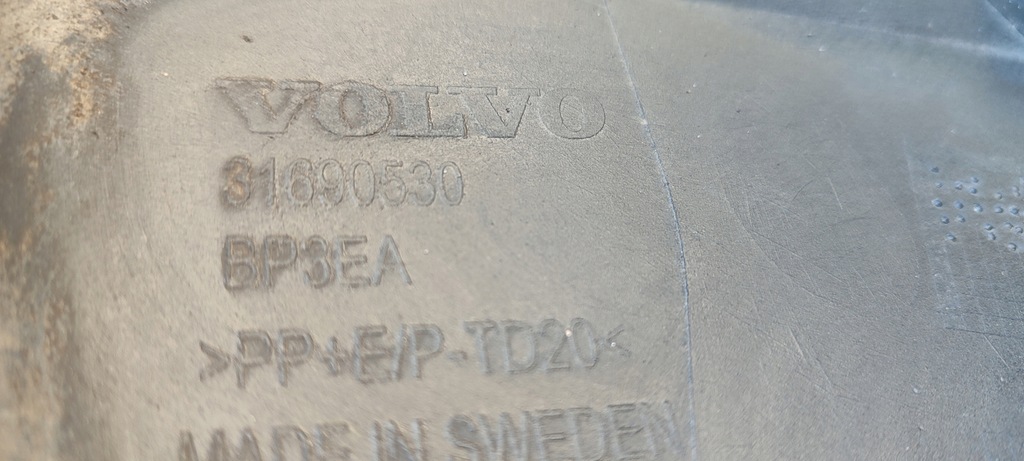 VOLVO
31690530
BP3EA
>PP+E/P-TD20<
MADE IN SWEDEN